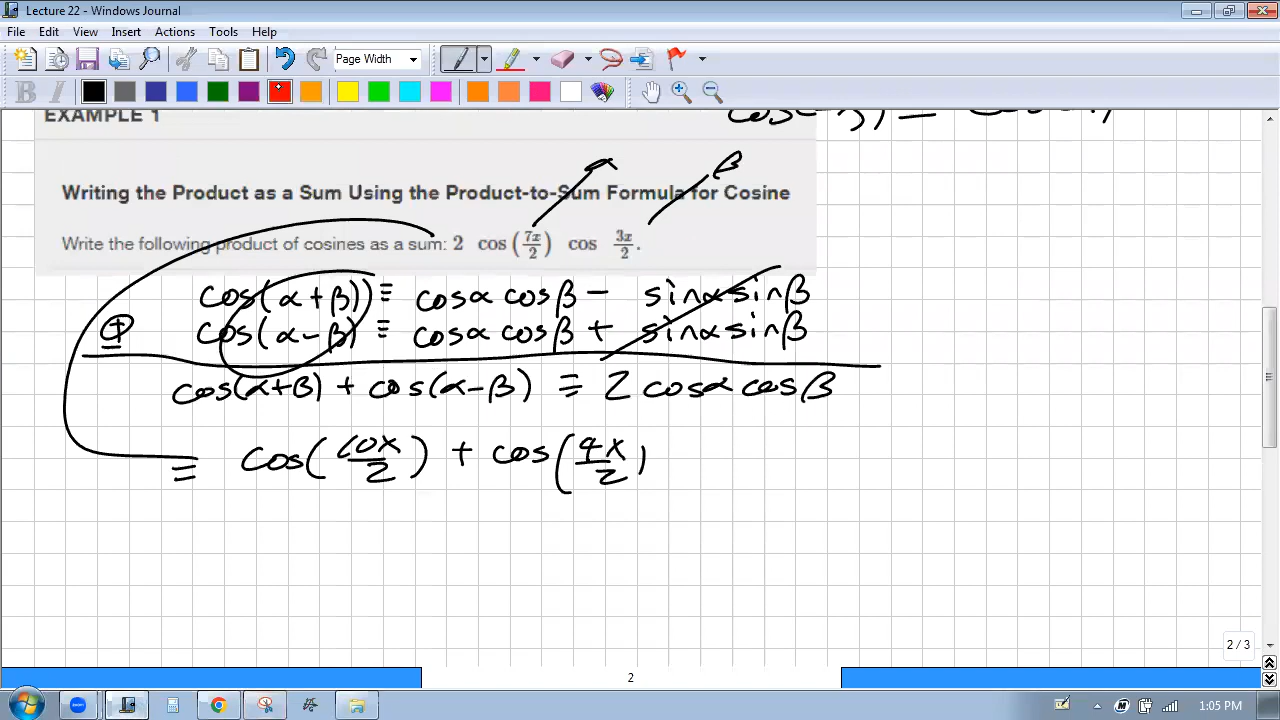 Lecture 22 - Windows Journal
File Edit View Insert Actions Tools Help
Page Width
B I
EXAMPLE 1
α β
Writing the Product as a Sum Using the Product-to-Sum Formula for Cosine
Write the following product of cosines as a sum: 2 cos (7x/2) cos 3x/2.
cos(α+β) ≡ cosα cosβ − sinα sinβ
⊕ cos(α−β) ≡ cosα cosβ + sinα sinβ
cos(α+β) + cos(α−β) ≡ 2 cosα cosβ
= cos(10x/2) + cos(4x/2)
2 / 3
2
1:05 PM